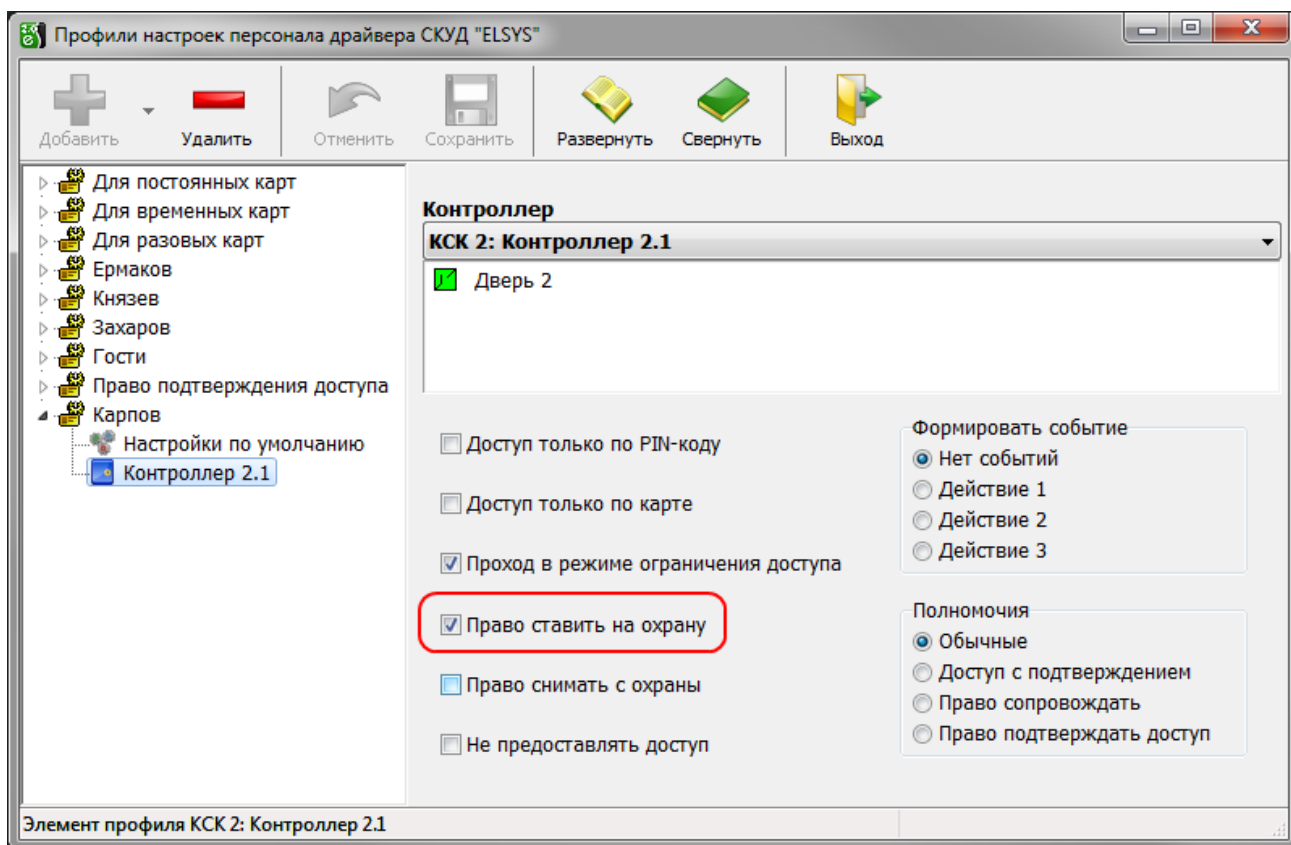 Профили настроек персонала драйвера СКУД "ELSYS"
Добавить Удалить Отменить Сохранить Развернуть Свернуть Выход
Для постоянных карт
Для временных карт
Для разовых карт
Ермаков
Князев
Захаров
Гости
Право подтверждения доступа
Карпов
Настройки по умолчанию
Контроллер 2.1
Контроллер
КСК 2: Контроллер 2.1
Дверь 2
Доступ только по PIN-коду
Доступ только по карте
Проход в режиме ограничения доступа
Право ставить на охрану
Право снимать с охраны
Не предоставлять доступ
Формировать событие
Нет событий
Действие 1
Действие 2
Действие 3
Полномочия
Обычные
Доступ с подтверждением
Право сопровождать
Право подтверждать доступ
Элемент профиля КСК 2: Контроллер 2.1